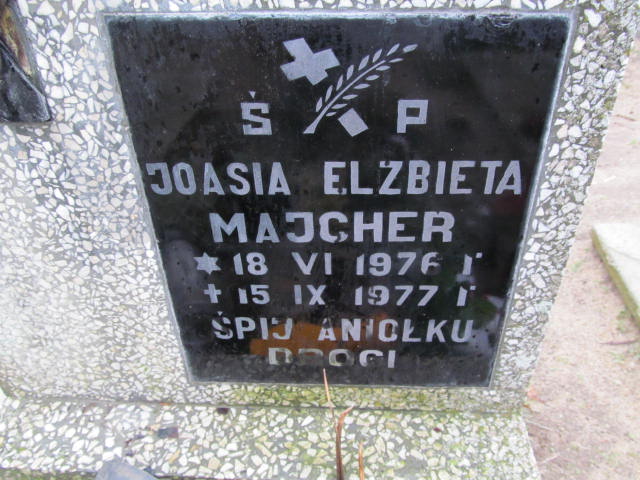 Ś P
JOASIA ELŻBIETA
MAJCHER
* 18 VI 1976 r
+ 15 IX 1977 r
ŚPIJ ANIOŁKU
DROGI